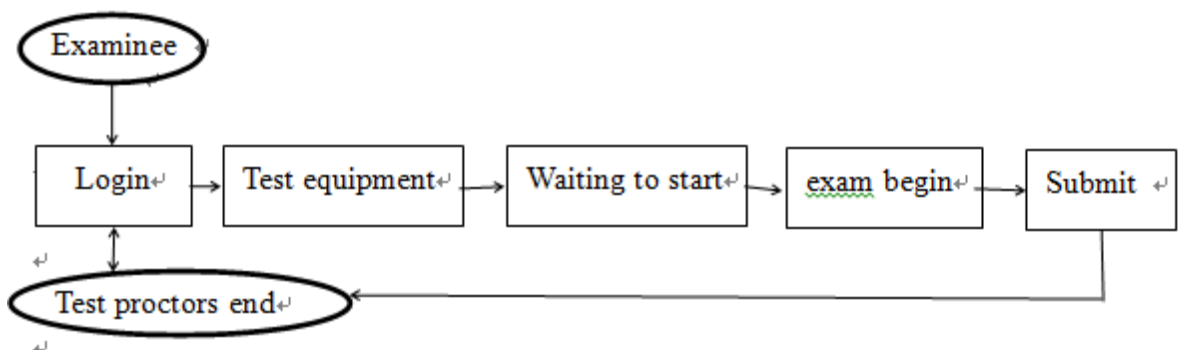 Examinee
Login
Test equipment
Waiting to start
exam begin
Submit
Test proctors end